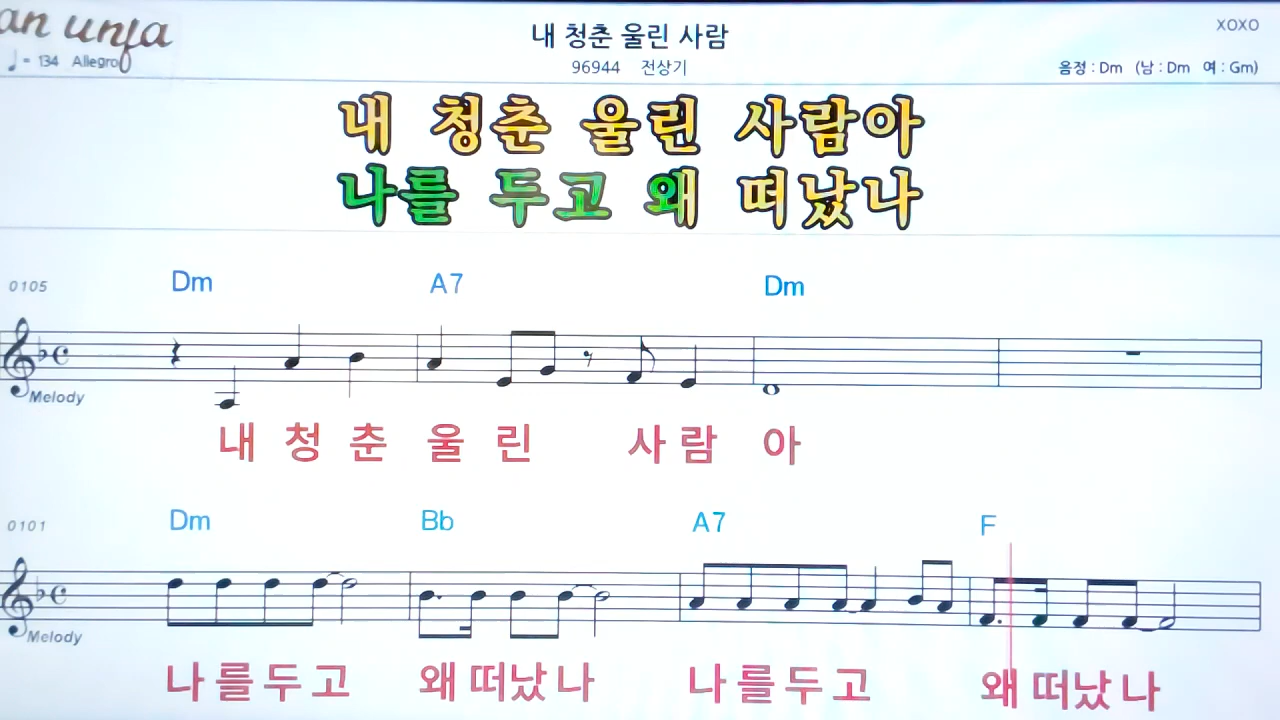 an unja
♩= 134 Allegro
내 청춘 울린 사람
XOXO
96944 전상기
음정 : Dm (남 : Dm 여 : Gm)
내 청춘 울린 사람아
나를 두고 왜 떠났나
0105 Dm A7 Dm
Melody
내 청 춘 울 린 사 람 아
0101 Dm Bb A7 F
Melody
나 를 두 고 왜 떠 났 나 나 를 두 고 왜 떠 났 나